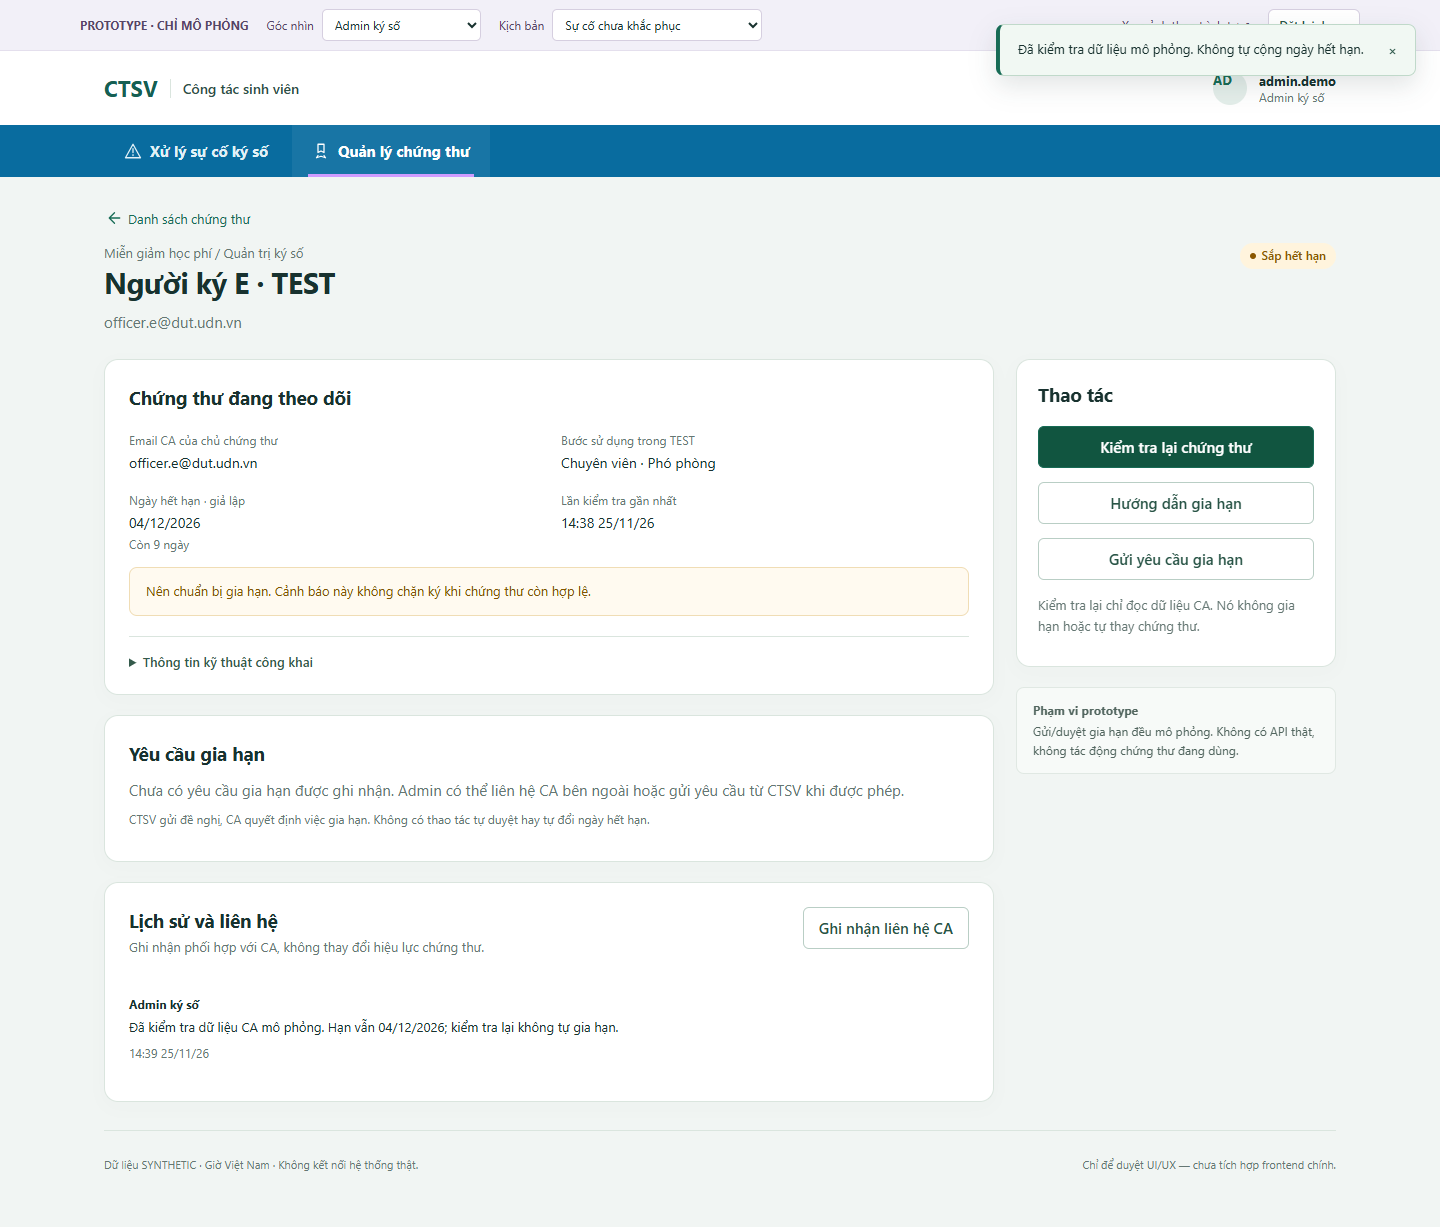 PROTOTYPE · CHỈ MÔ PHỎNG Góc nhìn Admin ký số Kịch bản Sự cố chưa khắc phục
Đã kiểm tra dữ liệu mô phỏng. Không tự cộng ngày hết hạn. ×
CTSV Công tác sinh viên
AD admin.demo
Admin ký số
Xử lý sự cố ký số Quản lý chứng thư
Danh sách chứng thư
Miễn giảm học phí / Quản trị ký số
Sắp hết hạn
Người ký E · TEST
officer.e@dut.udn.vn
Chứng thư đang theo dõi
Email CA của chủ chứng thư
officer.e@dut.udn.vn
Bước sử dụng trong TEST
Chuyên viên · Phó phòng
Ngày hết hạn · giả lập
04/12/2026
Còn 9 ngày
Lần kiểm tra gần nhất
14:38 25/11/26
Nên chuẩn bị gia hạn. Cảnh báo này không chặn ký khi chứng thư còn hợp lệ.
Thông tin kỹ thuật công khai
Thao tác
Kiểm tra lại chứng thư
Hướng dẫn gia hạn
Gửi yêu cầu gia hạn
Kiểm tra lại chỉ đọc dữ liệu CA. Nó không gia
hạn hoặc tự thay chứng thư.
Phạm vi prototype
Gửi/duyệt gia hạn đều mô phỏng. Không có API thật,
không tác động chứng thư đang dùng.
Yêu cầu gia hạn
Chưa có yêu cầu gia hạn được ghi nhận. Admin có thể liên hệ CA bên ngoài hoặc gửi yêu cầu từ CTSV khi được phép.
CTSV gửi đề nghị, CA quyết định việc gia hạn. Không có thao tác tự duyệt hay tự đổi ngày hết hạn.
Lịch sử và liên hệ
Ghi nhận phối hợp với CA, không thay đổi hiệu lực chứng thư.
Ghi nhận liên hệ CA
Admin ký số
Đã kiểm tra dữ liệu CA mô phỏng. Hạn vẫn 04/12/2026; kiểm tra lại không tự gia hạn.
14:39 25/11/26
Dữ liệu SYNTHETIC · Giờ Việt Nam · Không kết nối hệ thống thật.
Chỉ để duyệt UI/UX — chưa tích hợp frontend chính.